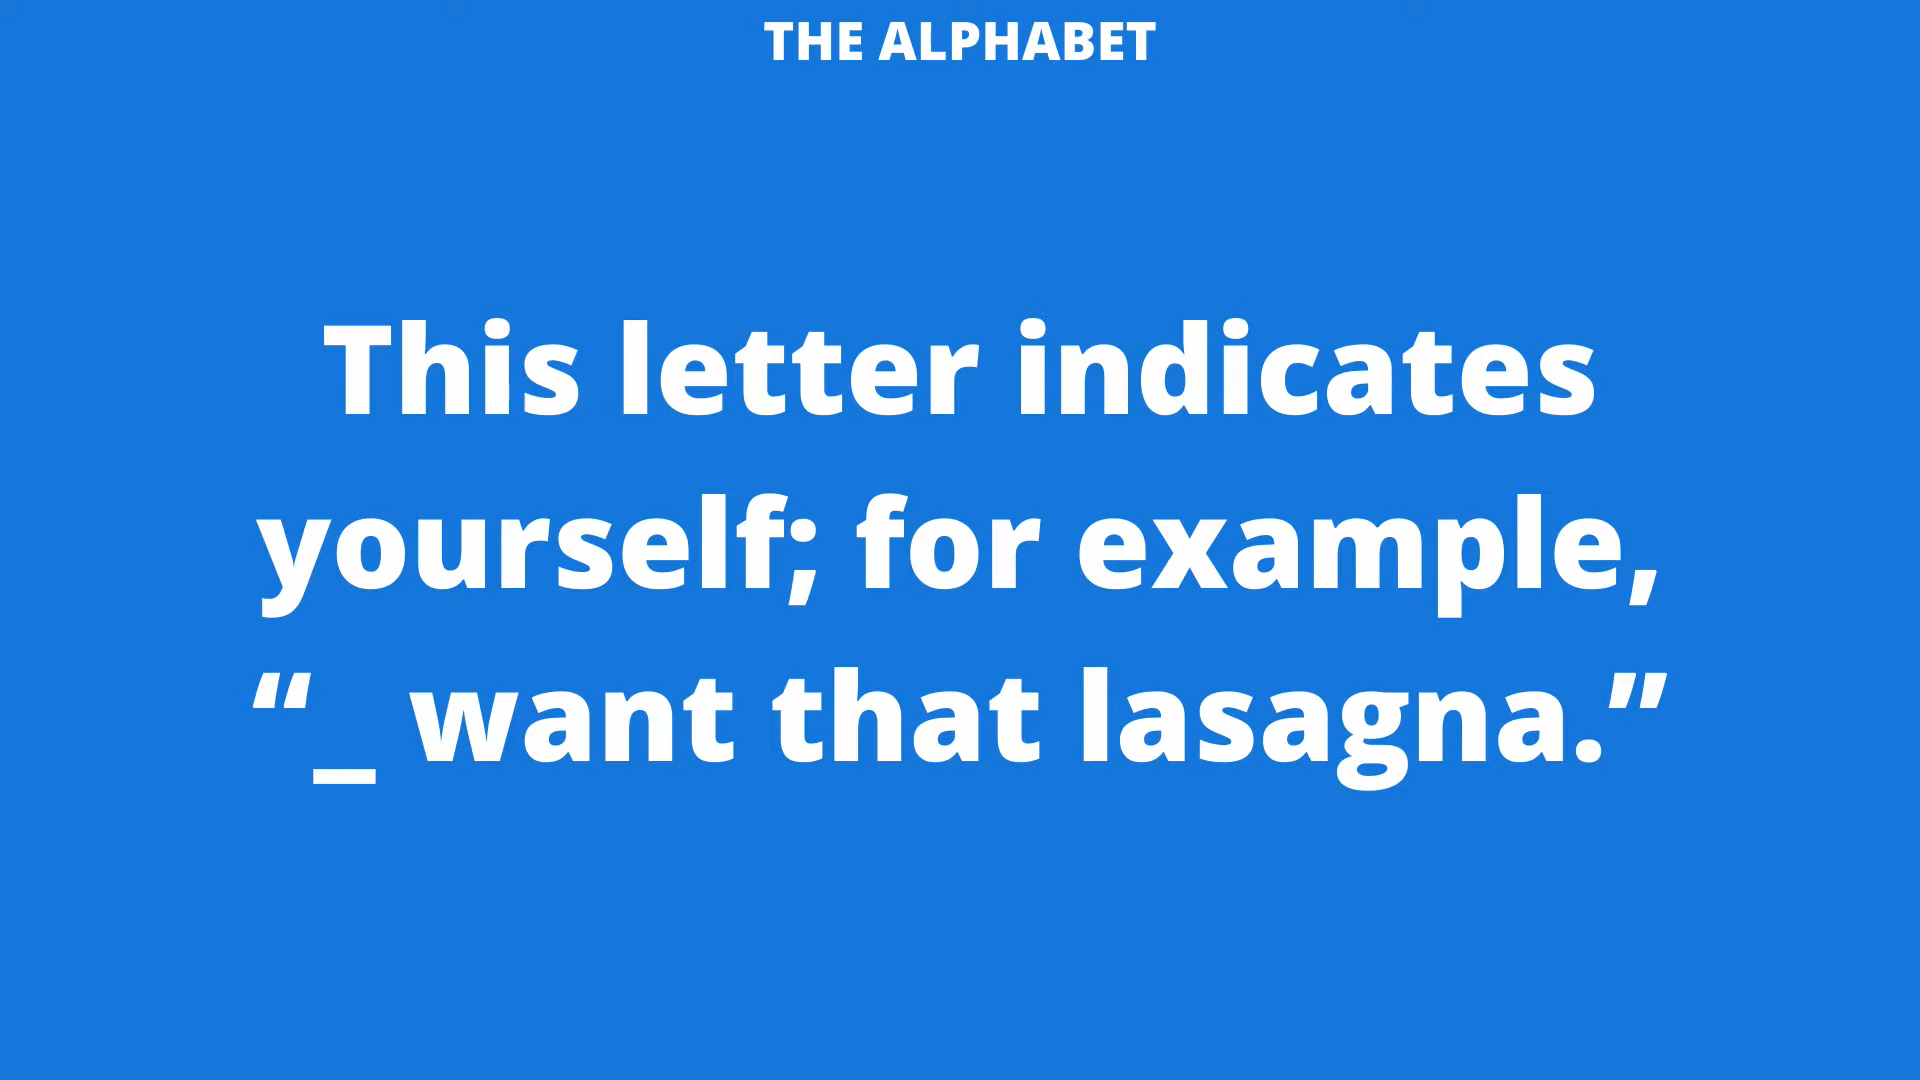 THE ALPHABET
This letter indicates
yourself; for example,
“_ want that lasagna.”